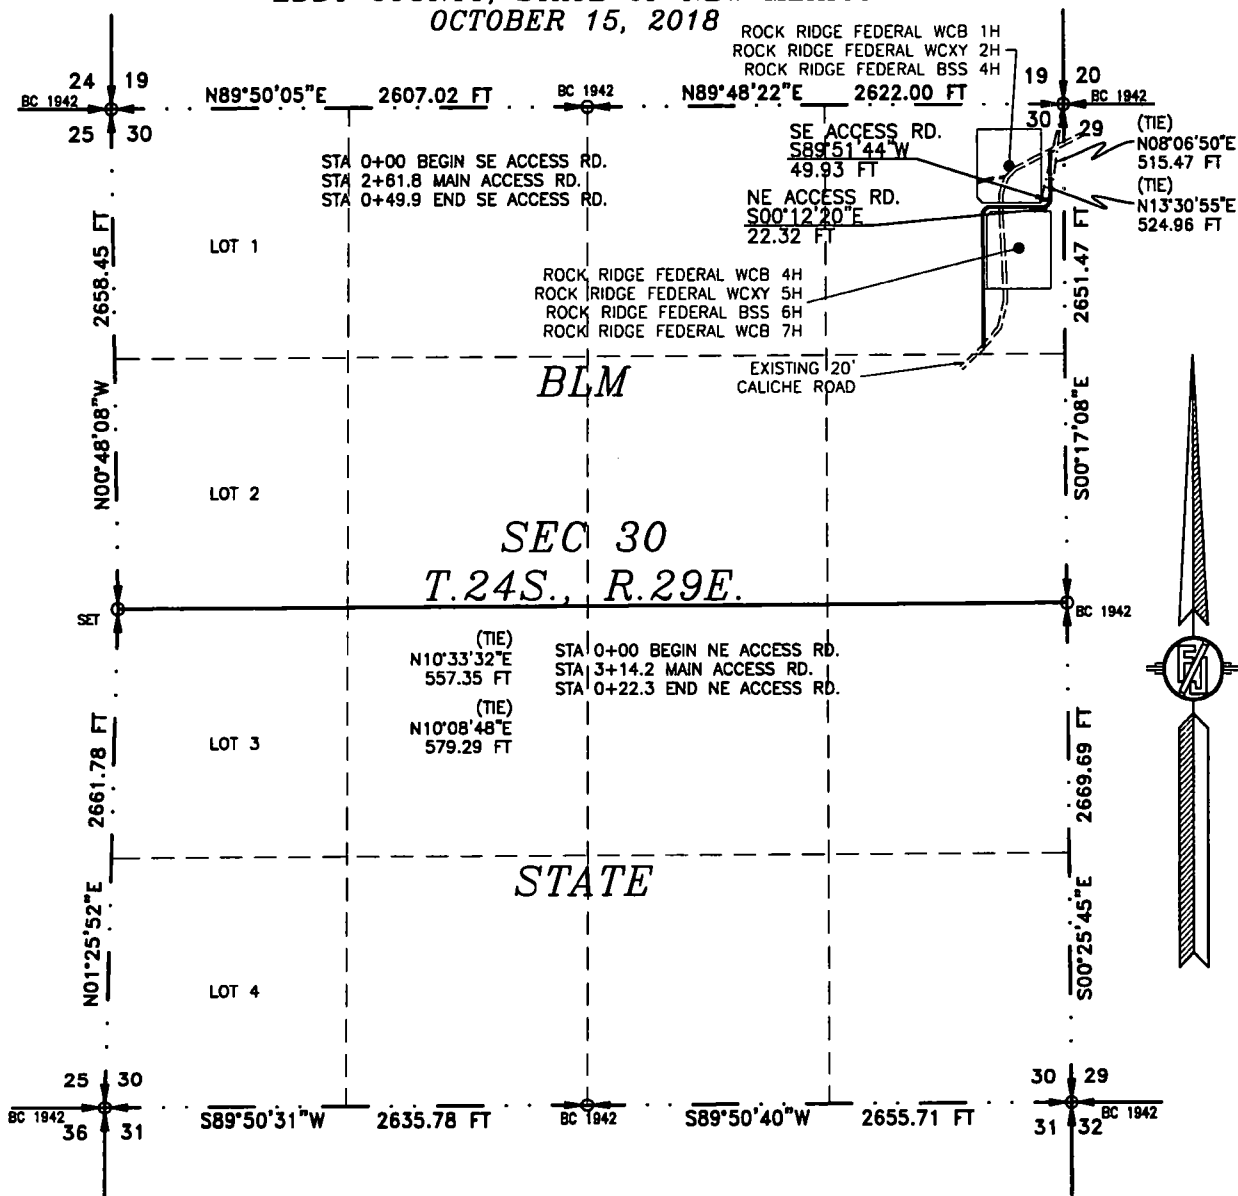 OCTOBER 15, 2018
ROCK RIDGE FEDERAL WCB 1H
ROCK RIDGE FEDERAL WCXY 2H
ROCK RIDGE FEDERAL BSS 4H
24 19
BC 1942
25 30
N89°50'05"E 2607.02 FT
BC 1942
N89°48'22"E 2622.00 FT
19 20
BC 1942
30 29
STA 0+00 BEGIN SE ACCESS RD.
STA 2+61.8 MAIN ACCESS RD.
STA 0+49.9 END SE ACCESS RD.
SE ACCESS RD.
S89°51'44"W
49.93 FT
NE ACCESS RD.
S00°12'20"E
22.32 FT
(TIE)
N08°06'50"E
515.47 FT
(TIE)
N13°30'55"E
524.96 FT
LOT 1
ROCK RIDGE FEDERAL WCB 4H
ROCK RIDGE FEDERAL WCXY 5H
ROCK RIDGE FEDERAL BSS 6H
ROCK RIDGE FEDERAL WCB 7H
EXISTING 20'
CALICHE ROAD
N00°48'08"W 2658.45 FT
S00°17'08"E 2651.47 FT
BLM
LOT 2
SEC 30
T.24S., R.29E.
SET
BC 1942
(TIE)
N10°33'32"E
557.35 FT
(TIE)
N10°08'48"E
579.29 FT
STA 0+00 BEGIN NE ACCESS RD.
STA 3+14.2 MAIN ACCESS RD.
STA 0+22.3 END NE ACCESS RD.
LOT 3
N01°25'52"E 2661.78 FT
S00°25'45"E 2669.69 FT
STATE
LOT 4
25 30
BC 1942
36 31
S89°50'31"W 2635.78 FT
BC 1942
S89°50'40"W 2655.71 FT
30 29
BC 1942
31 32